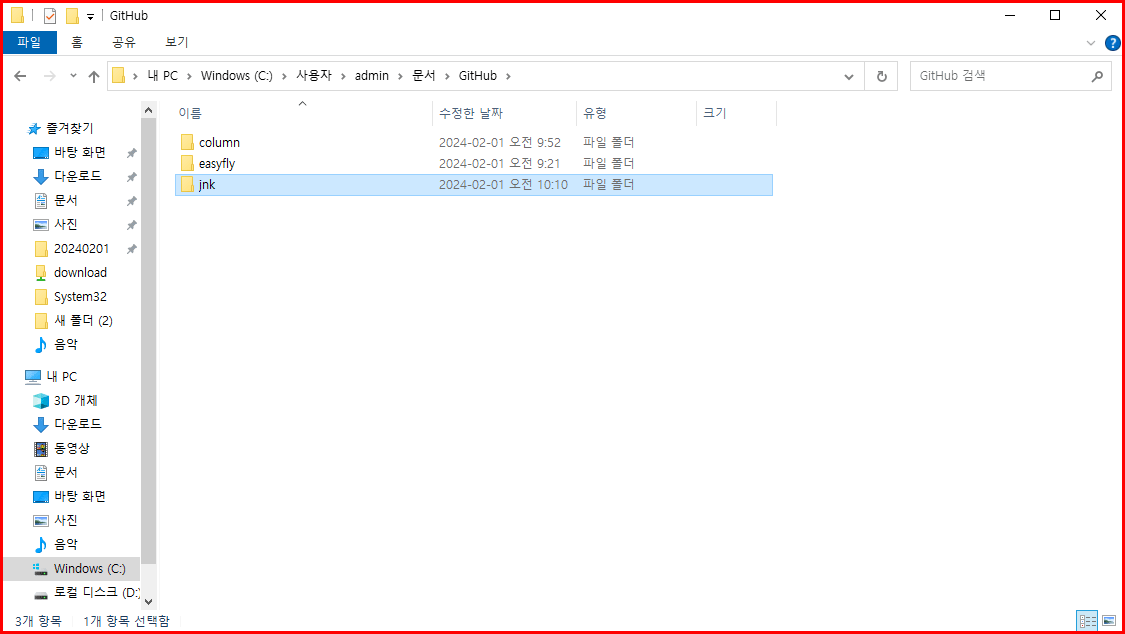 GitHub
파일 홈 공유 보기
내 PC Windows (C:) 사용자 admin 문서 GitHub
GitHub 검색
이름 수정한 날짜 유형 크기
column 2024-02-01 오전 9:52 파일 폴더
easyfly 2024-02-01 오전 9:21 파일 폴더
jnk 2024-02-01 오전 10:10 파일 폴더
즐겨찾기
바탕 화면
다운로드
문서
사진
20240201
download
System32
새 폴더 (2)
음악
내 PC
3D 개체
다운로드
동영상
문서
바탕 화면
사진
음악
Windows (C:)
로컬 디스크 (D:
3개 항목 1개 항목 선택함